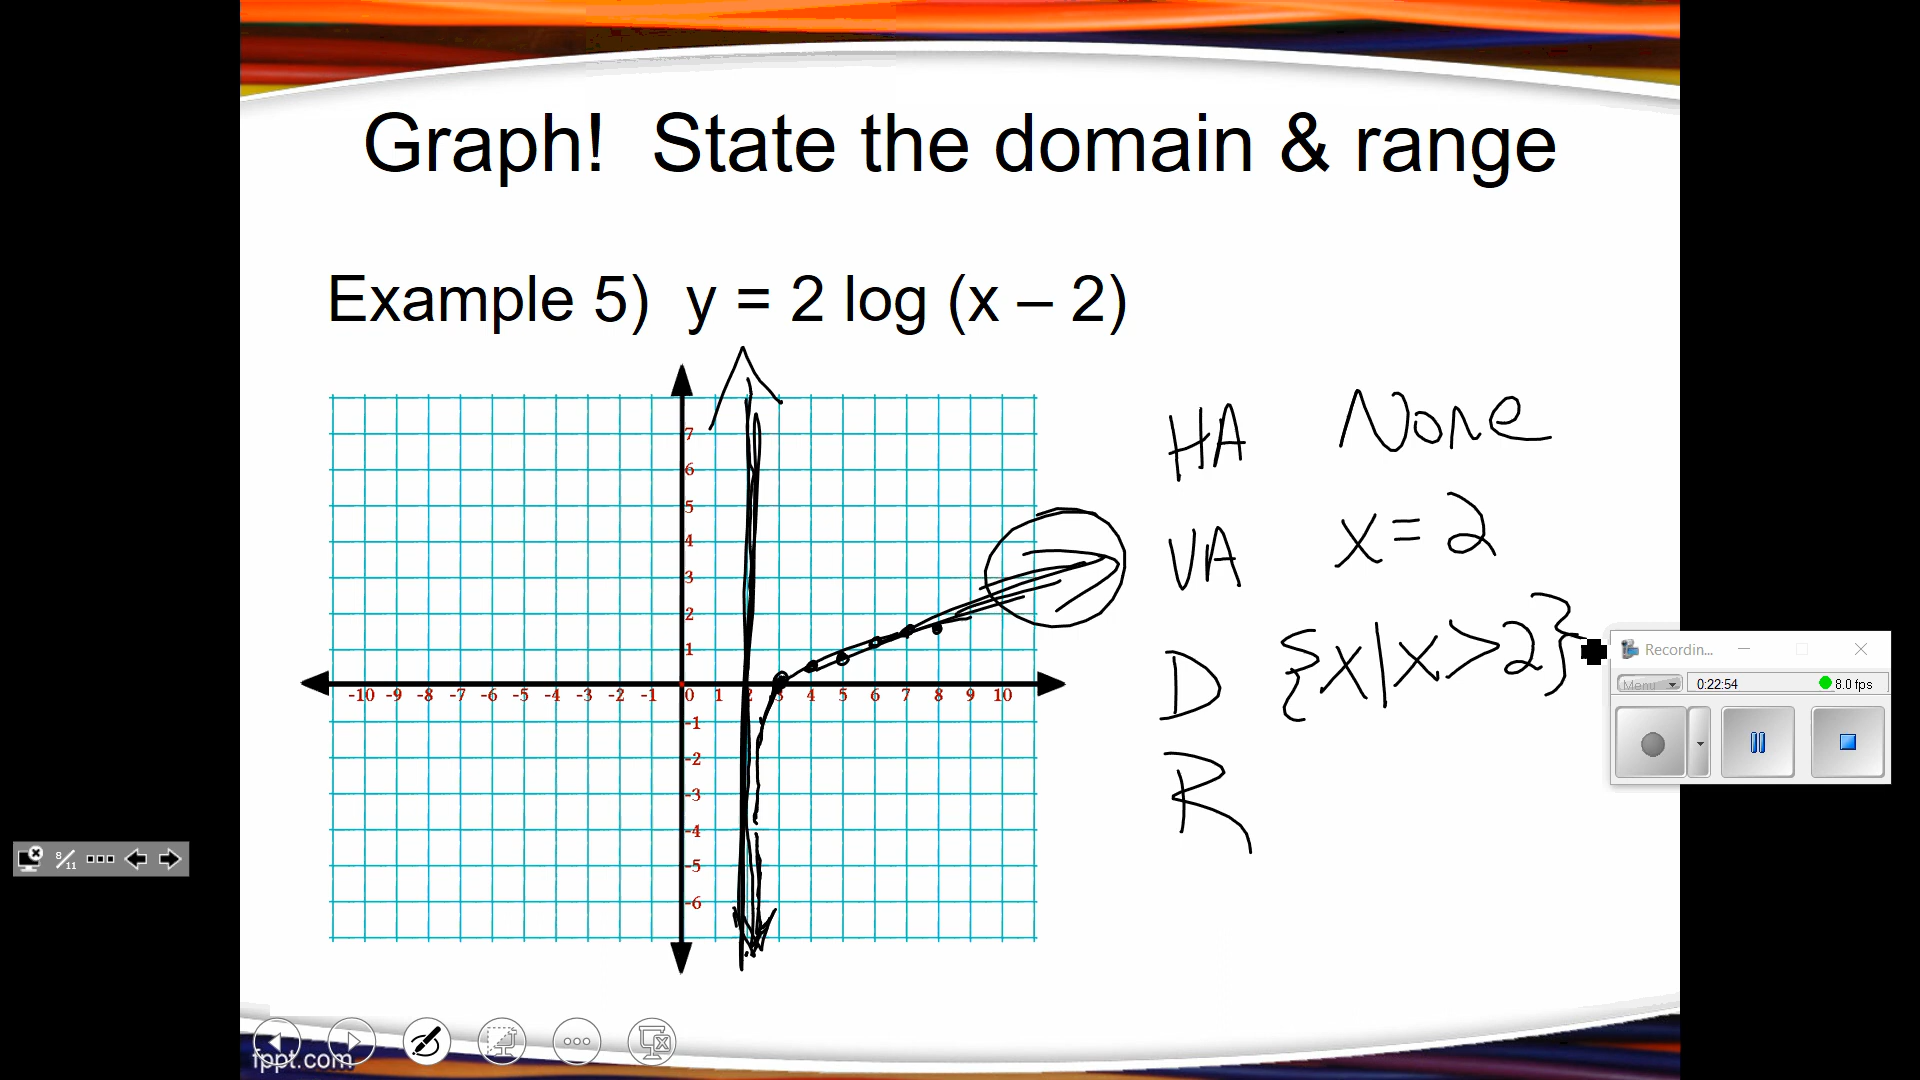 Graph! State the domain & range
Example 5) y = 2 log (x – 2)
7
6
5
4
3
2
1
-10 -9 -8 -7 -6 -5 -4 -3 -2 -1 0 1 2 3 4 5 6 7 8 9 10
-1
-2
-3
-4
-5
-6
HA None
VA x = 2
D {x|x>2}
R
Recordin...
Menu 0:22:54 8.0 fps
8/11
fppt.com